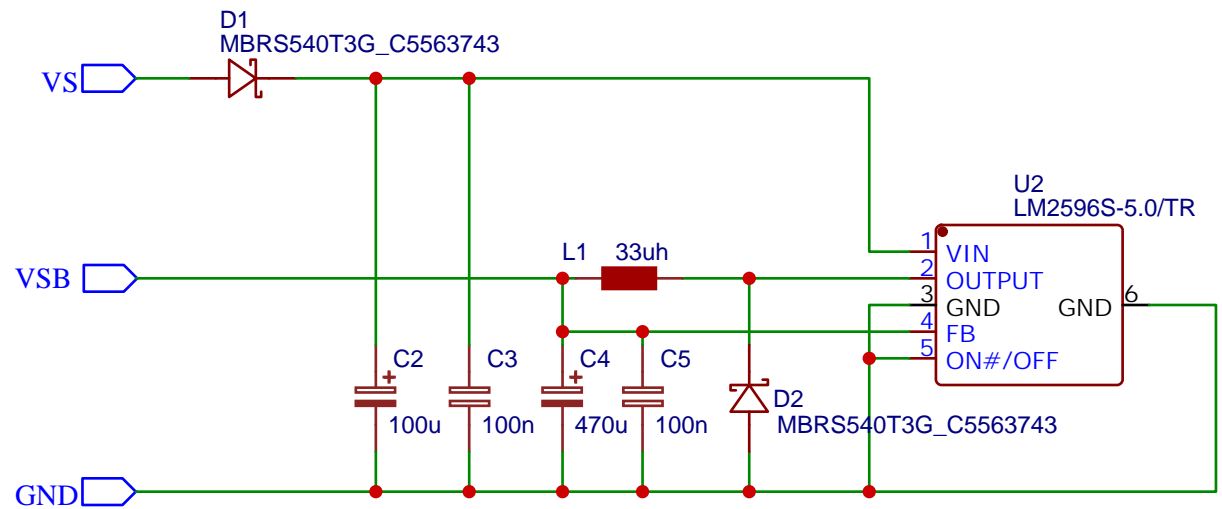 D1
MBRS540T3G_C5563743
VS
U2
LM2596S-5.0/TR
L1 33uh
VSB
1 VIN
2 OUTPUT
3 GND
GND 6
4 FB
5 ON#/OFF
C2 C3 C4 C5
+ +
100u 100n 470u 100n
D2
MBRS540T3G_C5563743
GND